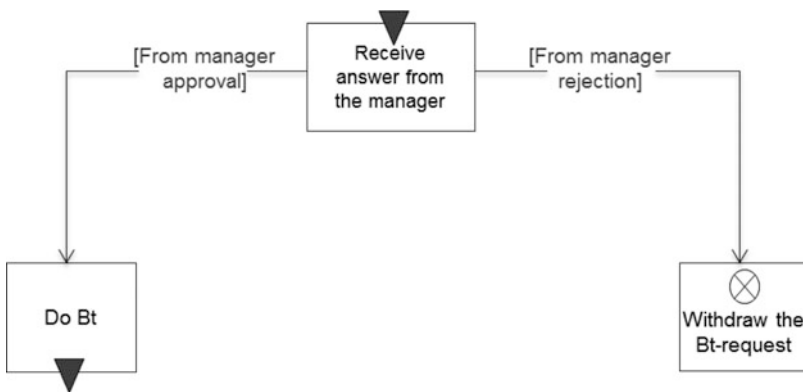 [From manager
approval]
Receive
answer from
the manager
[From manager
rejection]
Do Bt
Withdraw the
Bt-request